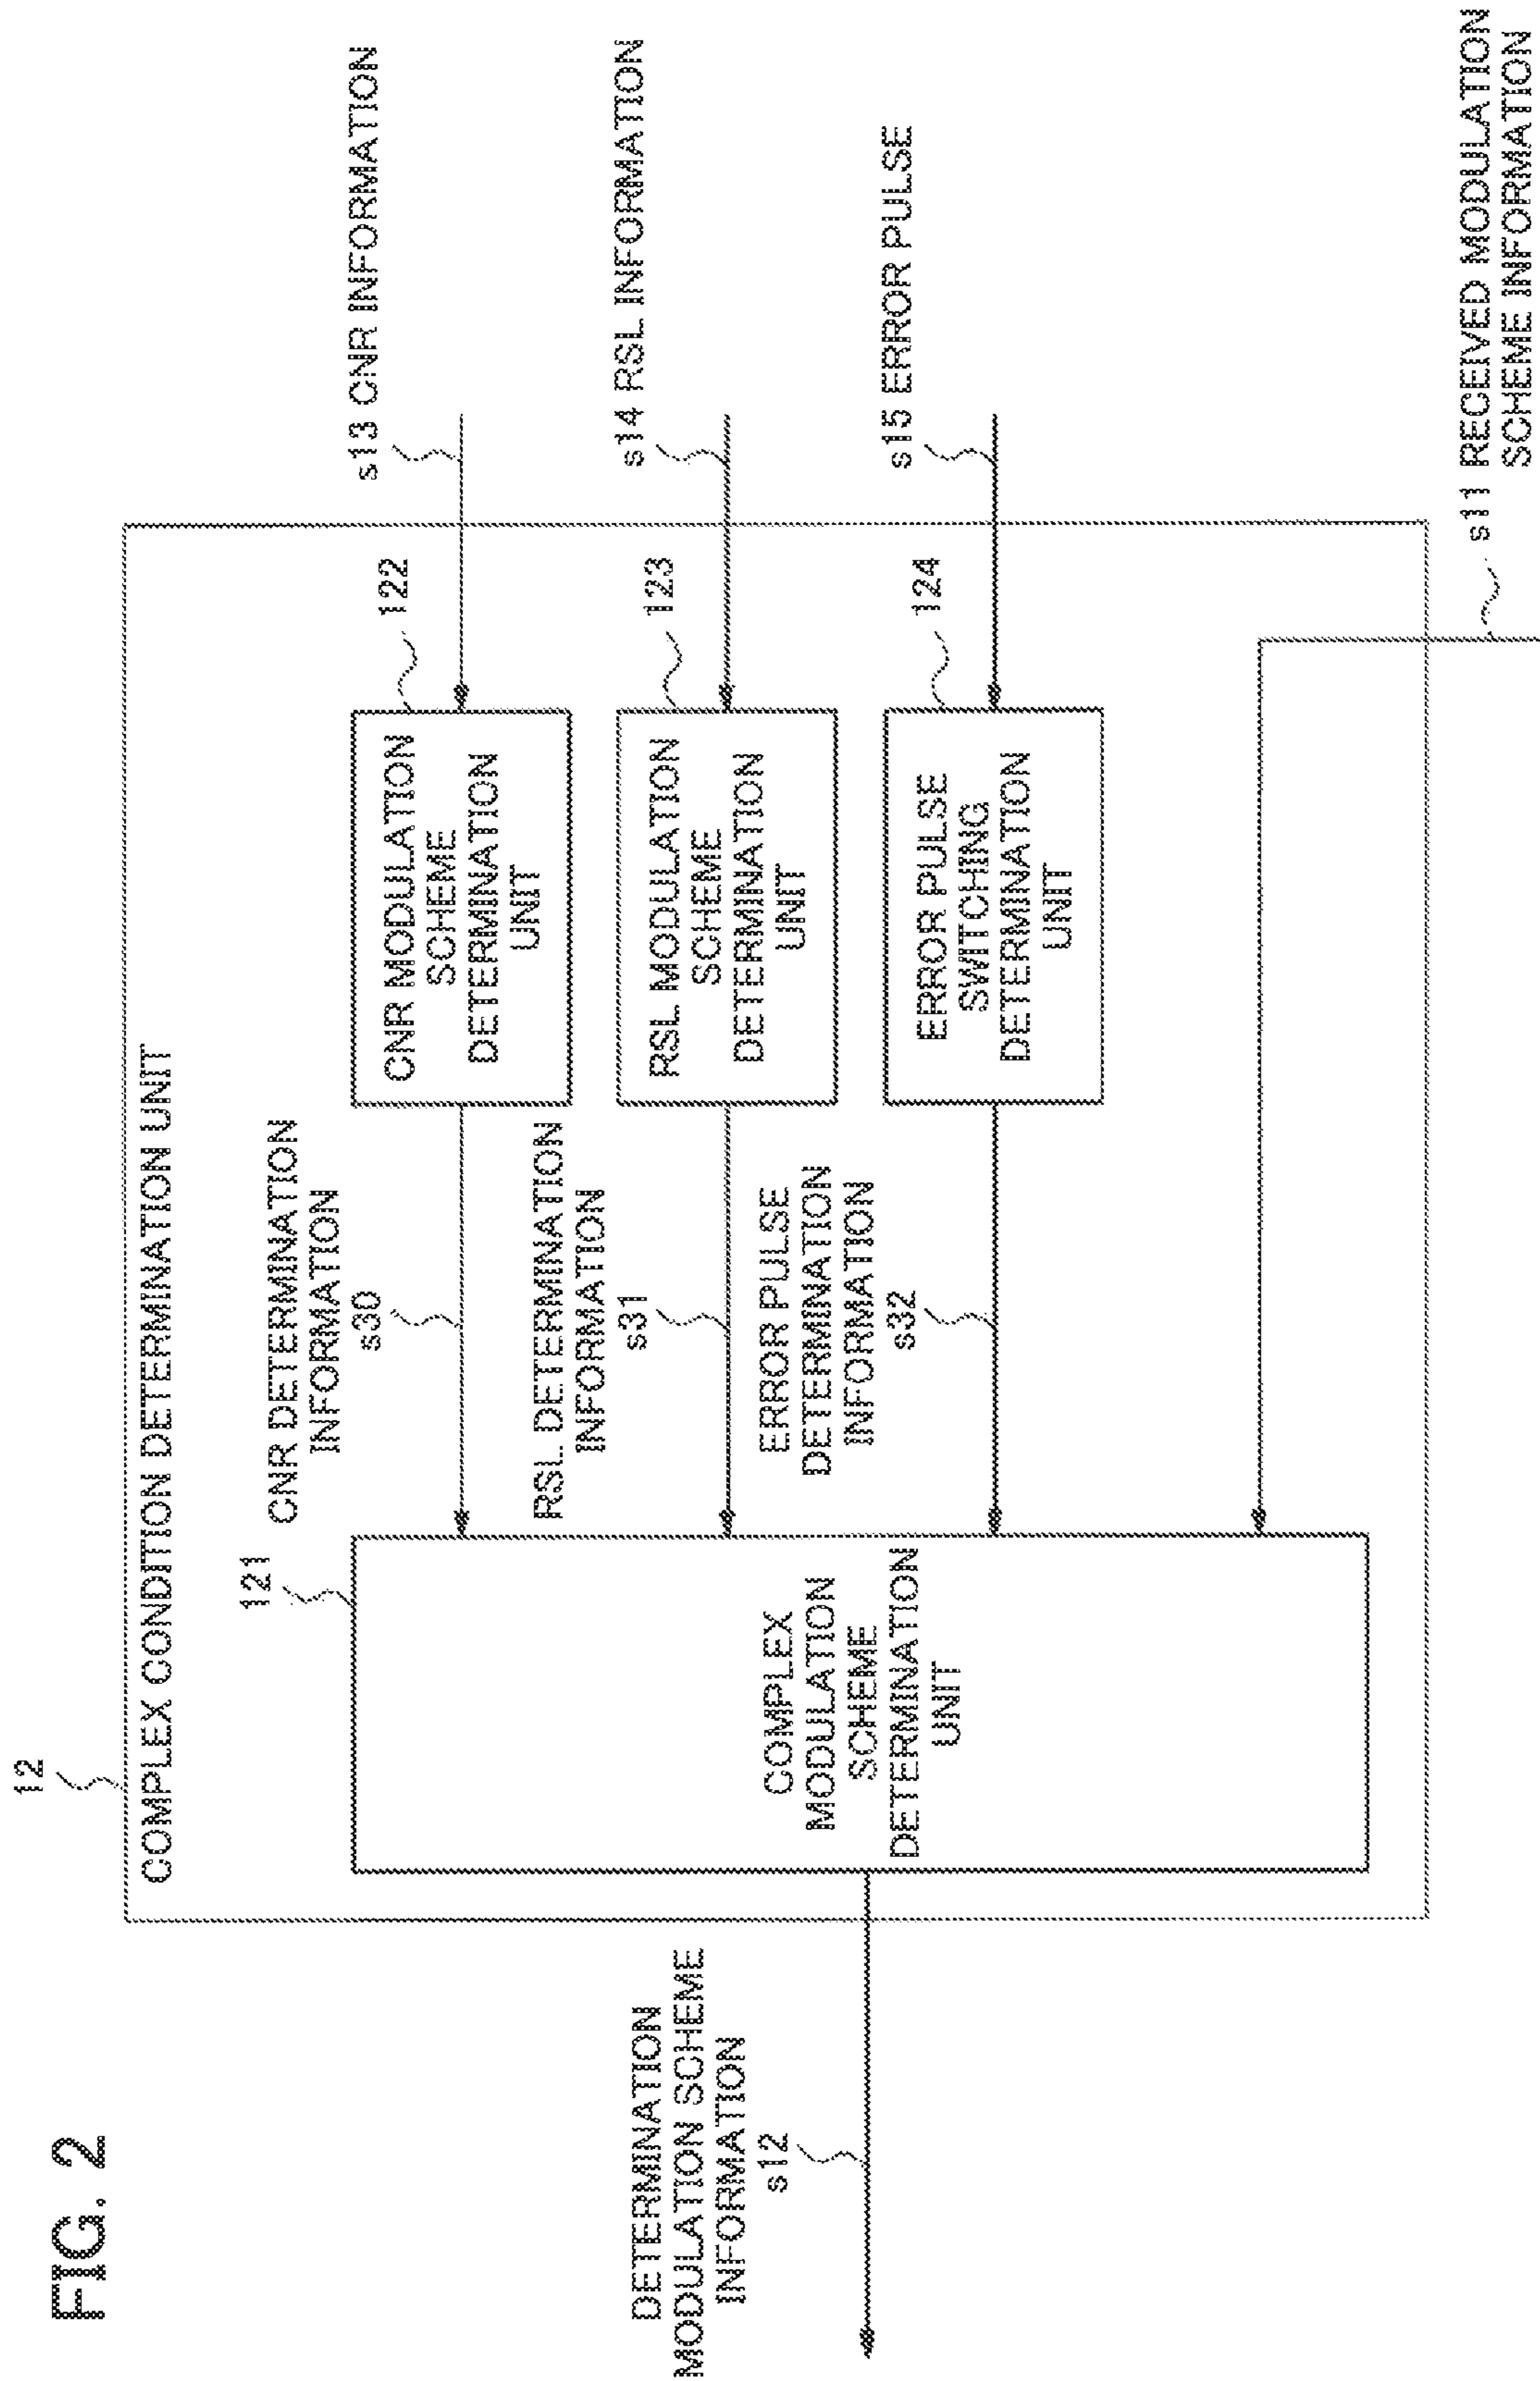 FIG. 2
12
COMPLEX CONDITION DETERMINATION UNIT
DETERMINATION
MODULATION SCHEME
INFORMATION
s12
121
COMPLEX
MODULATION
SCHEME
DETERMINATION
UNIT
CNR DETERMINATION
INFORMATION
s30
RSL DETERMINATION
INFORMATION
s31
ERROR PULSE
DETERMINATION
INFORMATION
s32
CNR MODULATION
SCHEME
DETERMINATION
UNIT
122
RSL MODULATION
SCHEME
DETERMINATION
UNIT
123
ERROR PULSE
SWITCHING
DETERMINATION
UNIT
124
s13 CNR INFORMATION
s14 RSL INFORMATION
s15 ERROR PULSE
s11 RECEIVED MODULATION
SCHEME INFORMATION